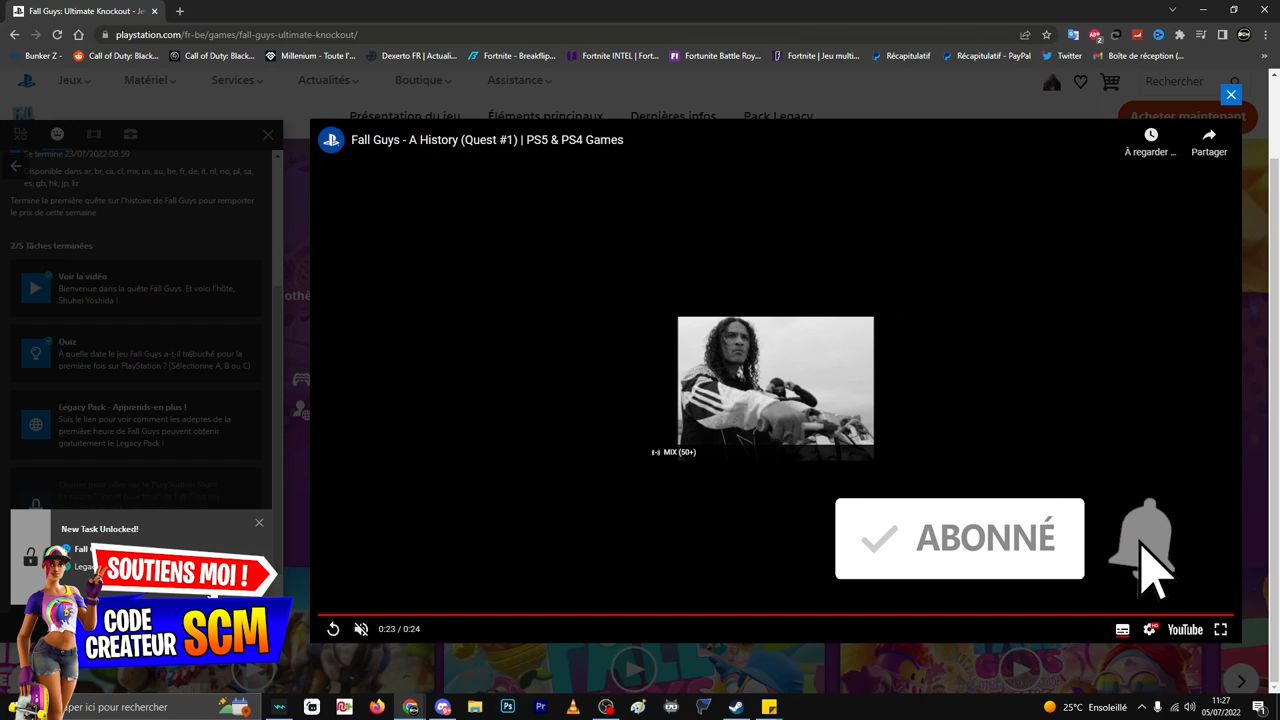 Fall Guys: Ultimate Knockout- Je
playstation.com/fr-be/games/fall-guys-ultimate-knockout/
Bunker Z -
Call of Duty: Black...
Call of Duty: Black...
Millenium - Toute l'i...
Dexerto FR | Actuali...
Fortnite - Breakflip...
Fortnite INTEL | Fort...
Fortunite Battle Roy...
Fortnite | Jeu multi...
Récapitulatif
Récapitulatif - PayPal
Twitter
Boîte de réception (...
Jeux
Matériel
Services
Actualités
Boutique
Assistance
Rechercher
Présentation du jeu
Éléments principaux
Dernières infos
Pack Legacy
Acheter maintenant
Fall Guys - A History (Quest #1) | PS5 & PS4 Games
À regarder ...
Partager
Se termine 23/07/2022 08:59
Disponible dans ar, br, ca, cl, mx, us, au, be, fr, de, it, nl, no, pl, sa,
es, gb, hk, jp, kr
Termine la première quête sur l'histoire de Fall Guys pour remporter
le prix de cette semaine
2/5 Tâches terminées
Voir la vidéo
Bienvenue dans la quête Fall Guys. Et voici l'hôte,
Shuhei Yoshida !
Quiz
À quelle date le jeu Fall Guys a-t-il trébuché pour la
première fois sur PlayStation ? (Sélectionne A, B ou C)
Legacy Pack - Apprends-en plus !
Suis le lien pour voir comment les adeptes de la
première heure de Fall Guys peuvent obtenir
gratuitement le Legacy Pack !
New Task Unlocked!
Fall
Legac
SOUTIENS MOI !
CODE
CREATEUR SCM
MIX (50+)
ABONNÉ
0:23 / 0:24
HD
YouTube
aper ici pour rechercher
25°C Ensoleillé
11:27
05/07/2022